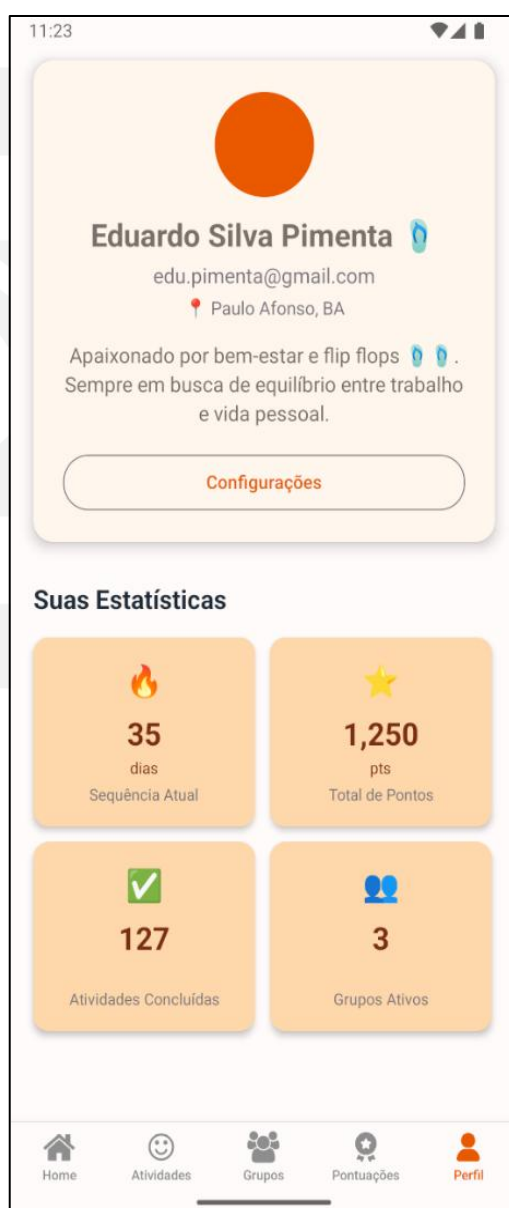 11:23
Eduardo Silva Pimenta 🩴
edu.pimenta@gmail.com
📍 Paulo Afonso, BA
Apaixonado por bem-estar e flip flops 🩴 🩴 .
Sempre em busca de equilíbrio entre trabalho
e vida pessoal.
Configurações
Suas Estatísticas
35
dias
Sequência Atual
1,250
pts
Total de Pontos
127
Atividades Concluídas
3
Grupos Ativos
Home
Atividades
Grupos
Pontuações
Perfil